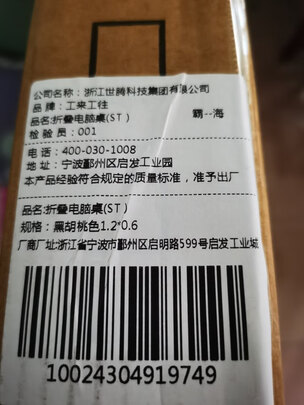 公司名称：浙江世腾科技集团有限公司
品 牌：工来工往
品名:折叠电脑桌(ST） 霸--海
检 验 员：001
电 话：400-030-1008
地 址：宁波鄞州区启发工业园
本产品经验符合规定的质量标准，准予出厂
品名:折叠电脑桌(ST）
规格：黑胡桃色1.2*0.6
厂商厂址:浙江省宁波市鄞州区启明路599号启发工业城
10024304919749